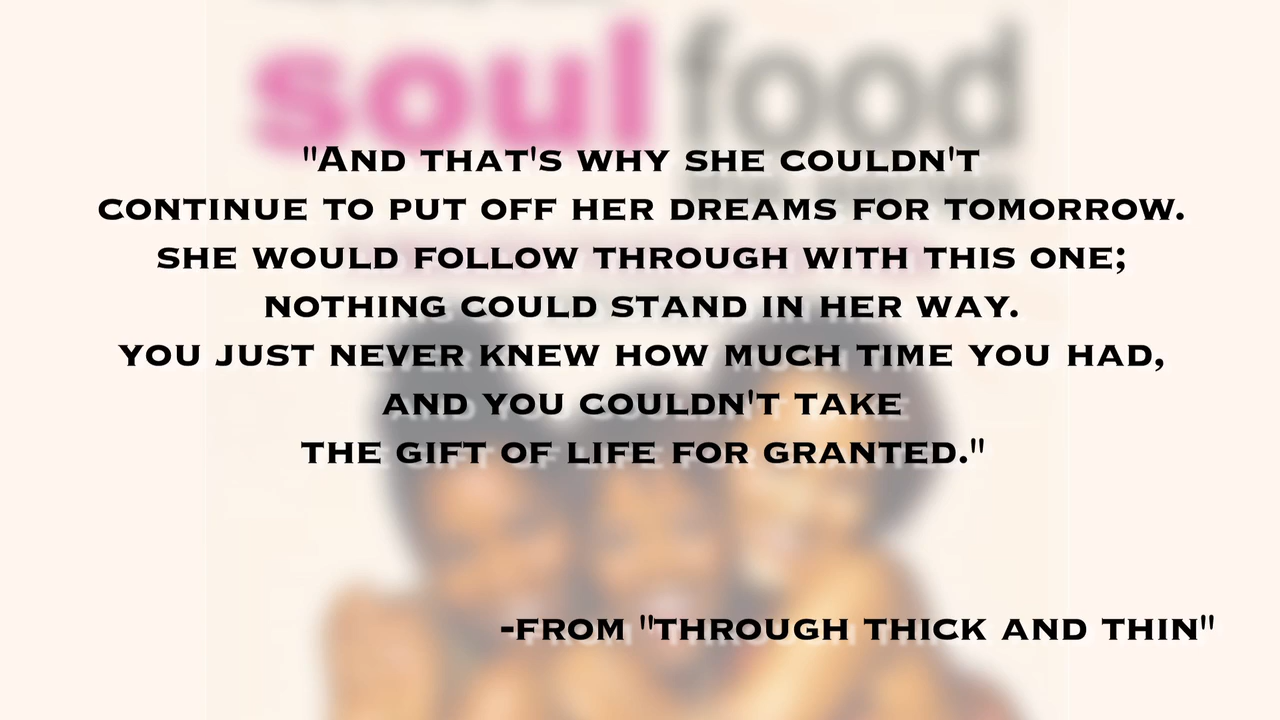 soul food
"And that's why she couldn't
continue to put off her dreams for tomorrow.
she would follow through with this one;
nothing could stand in her way.
you just never knew how much time you had,
and you couldn't take
the gift of life for granted."
-from "through thick and thin"